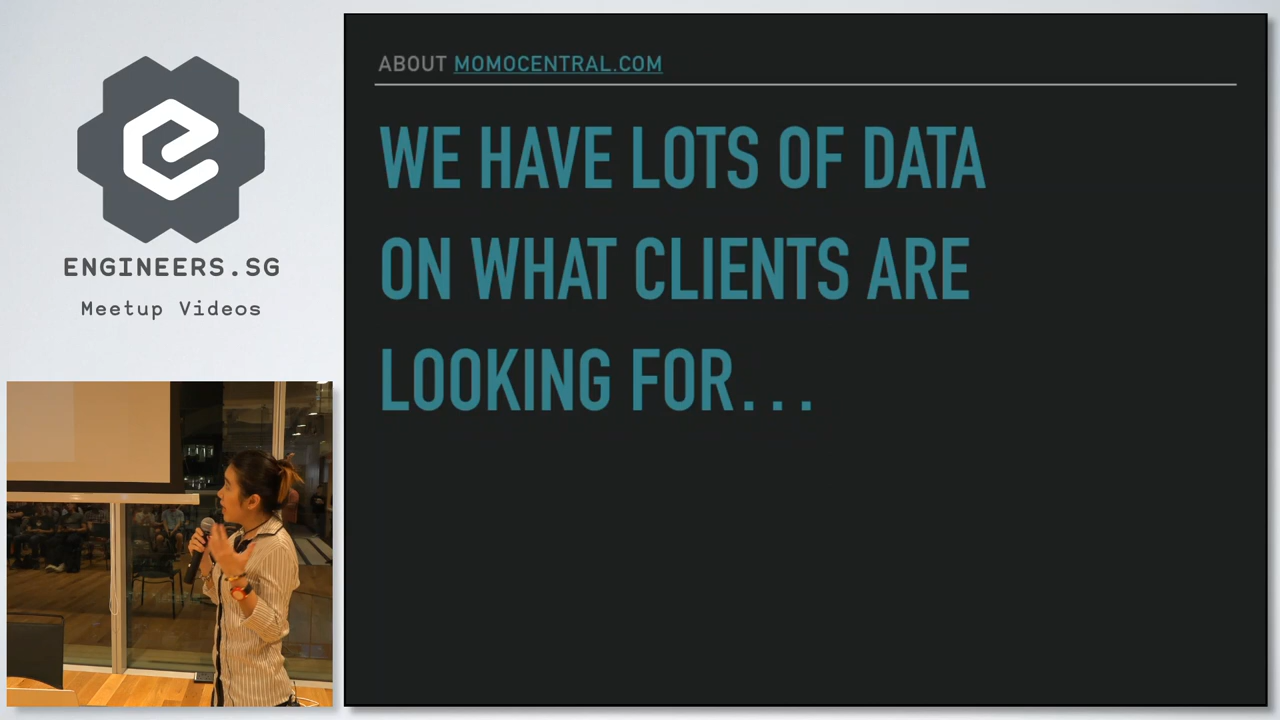 ENGINEERS.SG
Meetup Videos
ABOUT MOMOCENTRAL.COM
WE HAVE LOTS OF DATA
ON WHAT CLIENTS ARE
LOOKING FOR...